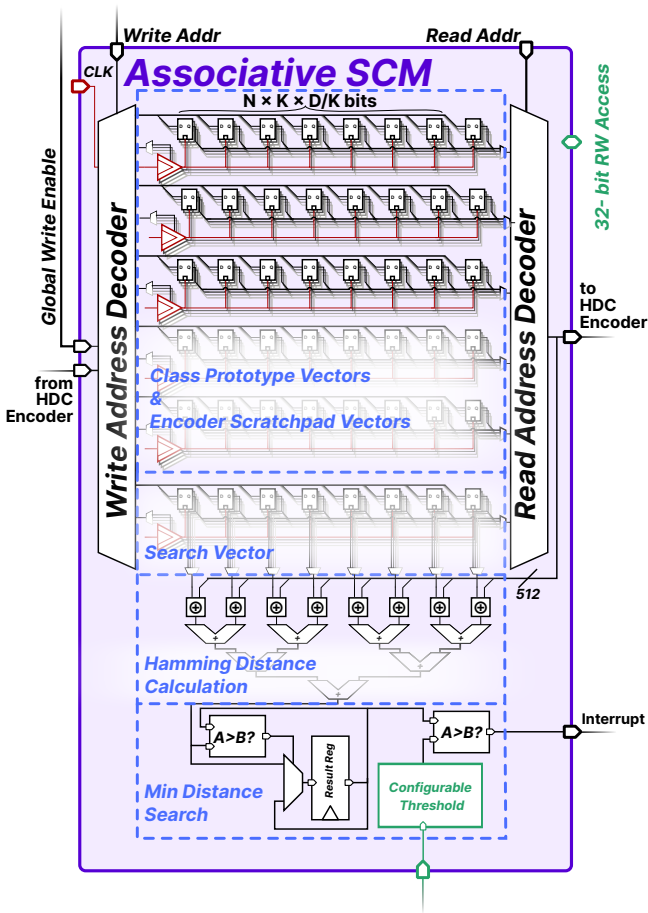 Write Addr
Read Addr
CLK
Associative SCM
N × K × D/K bits
Global Write Enable
32- bit RW Access
Write Address Decoder
Read Address Decoder
to
HDC
Encoder
from
HDC
Encoder
Class Prototype Vectors
&
Encoder Scratchpad Vectors
Search Vector
512
+
+
+
+
+
+
+
Hamming Distance
Calculation
A>B?
A>B?
Interrupt
Result Reg
Min Distance
Search
Configurable
Threshold